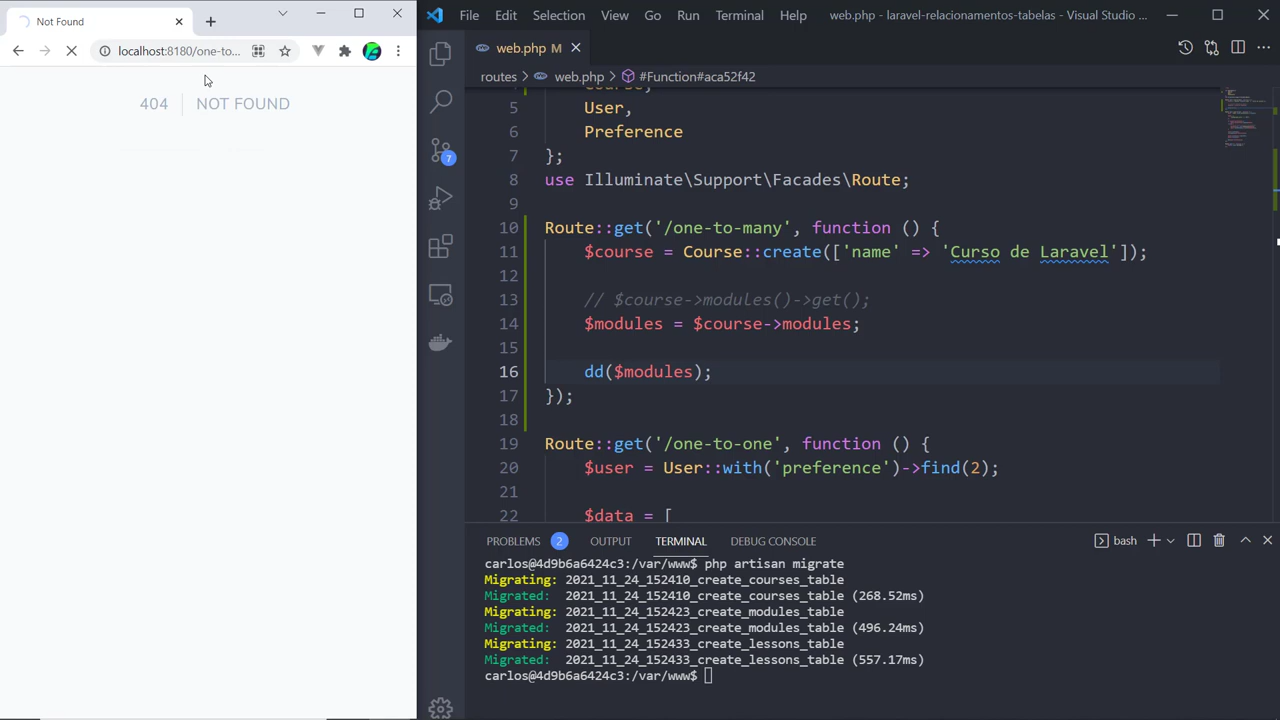 Not Found
localhost:8180/one-to...
404 NOT FOUND
File Edit Selection View Go Run Terminal Help
web.php - laravel-relacionamentos-tabelas - Visual Studio ...
web.php M
routes > web.php > #Function#aca52f42
Course,
5 User,
6 Preference
7 };
8 use Illuminate\Support\Facades\Route;
9
10 Route::get('/one-to-many', function () {
11 $course = Course::create(['name' => 'Curso de Laravel']);
12
13 // $course->modules()->get();
14 $modules = $course->modules;
15
16 dd($modules);
17 });
18
19 Route::get('/one-to-one', function () {
20 $user = User::with('preference')->find(2);
21
22 $data = [
7
PROBLEMS 2 OUTPUT TERMINAL DEBUG CONSOLE
bash
carlos@4d9b6a6424c3:/var/www$ php artisan migrate
Migrating: 2021_11_24_152410_create_courses_table
Migrated: 2021_11_24_152410_create_courses_table (268.52ms)
Migrating: 2021_11_24_152423_create_modules_table
Migrated: 2021_11_24_152423_create_modules_table (496.24ms)
Migrating: 2021_11_24_152433_create_lessons_table
Migrated: 2021_11_24_152433_create_lessons_table (557.17ms)
carlos@4d9b6a6424c3:/var/www$